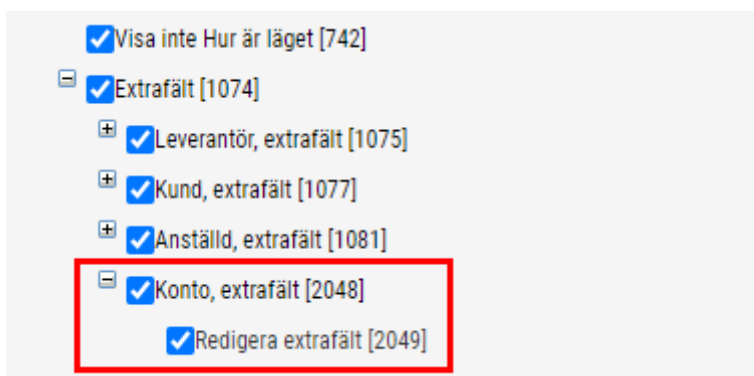 Visa inte Hur är läget [742]
Extrafält [1074]
Leverantör, extrafält [1075]
Kund, extrafält [1077]
Anställd, extrafält [1081]
Konto, extrafält [2048]
Redigera extrafält [2049]